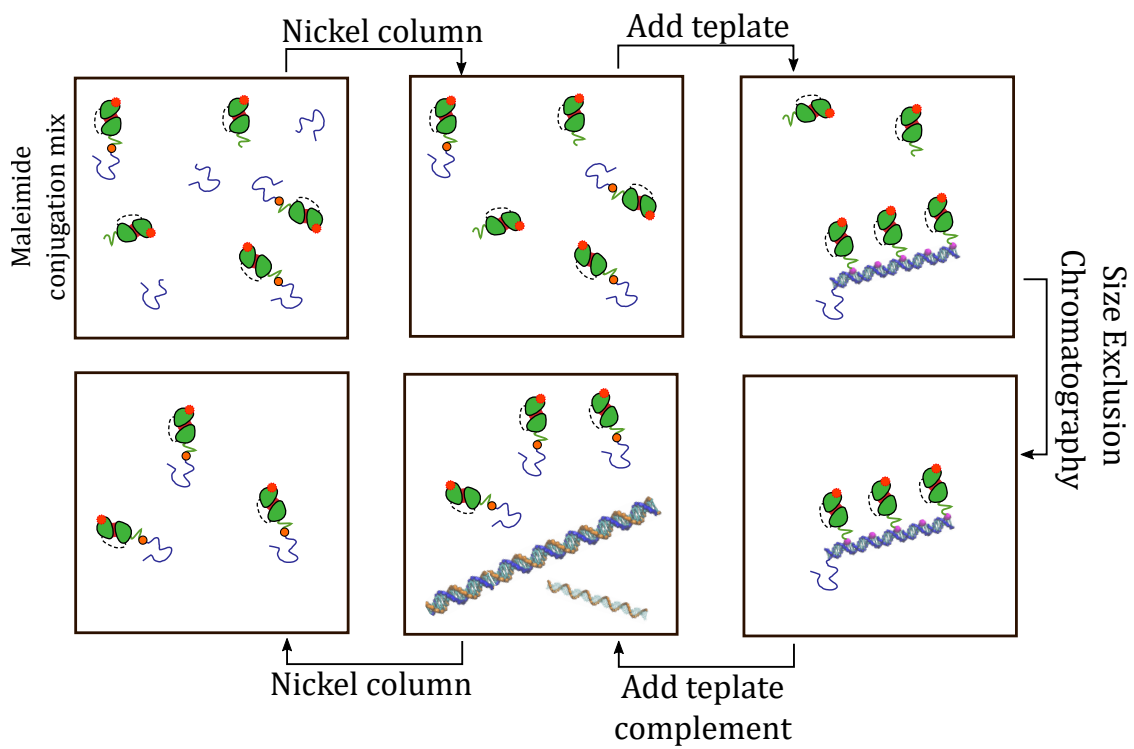 Nickel column
Add teplate
Maleimide
conjugation mix
Size Exclusion
Chromatography
Nickel column
Add teplate
complement